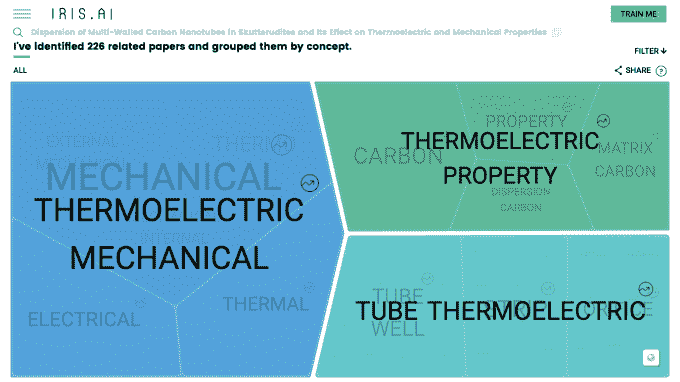 IRIS.AI
TRAIN ME
Dispersion of Multi-Walled Carbon Nanotubes in Skutterudites and Its Effect on Thermoelectric and Mechanical Properties
I've identified 226 related papers and grouped them by concept.
FILTER
ALL
SHARE ?
EXTERNAL
MECHANICAL
THERMOELECTRIC
MECHANICAL
INTERNAL
ELECTRICAL
THERMAL
PROPERTY
THERMOELECTRIC
CARBON
MATRIX
PROPERTY
CARBON
DISPERSION
CARBON
TUBE
TUBE THERMOELECTRIC
WELL